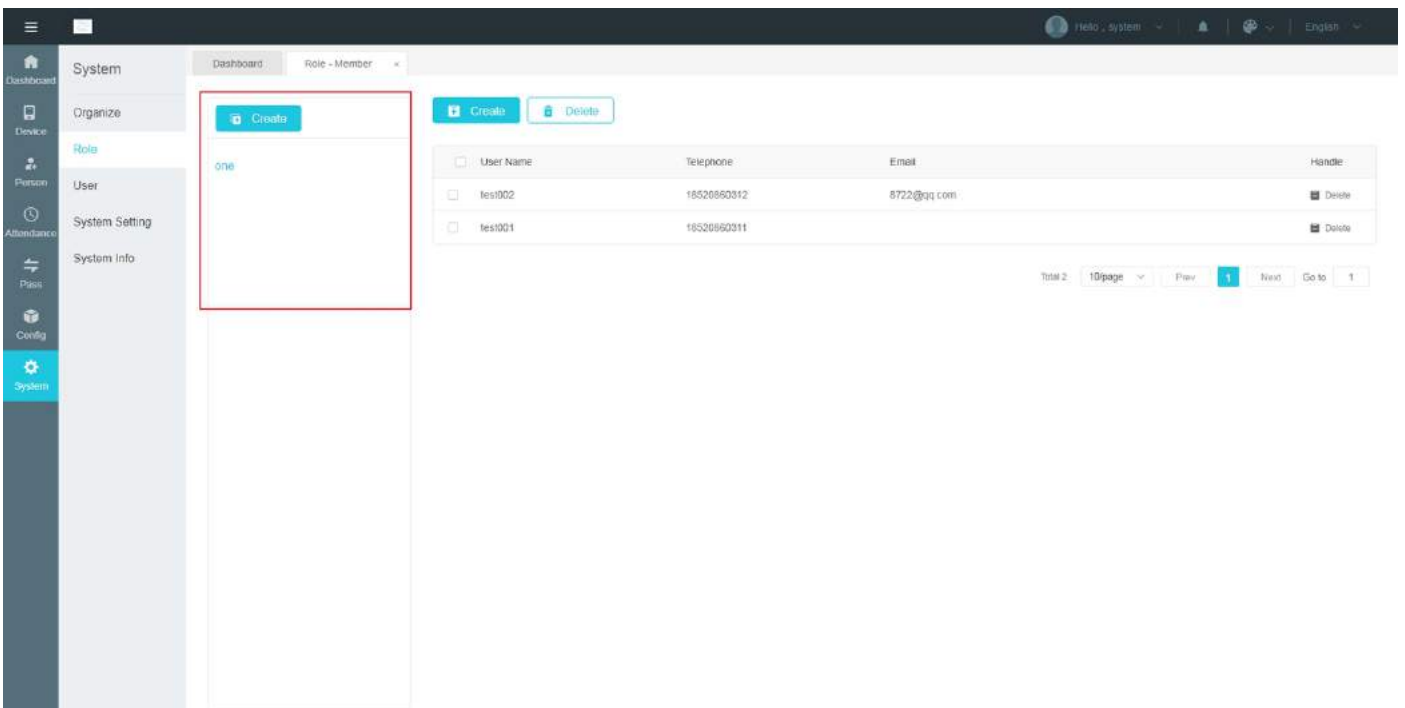 Hello , system English
Dashboard
Device
Person
Attendance
Pass
Config
System
System
Organize
Role
User
System Setting
System Info
Dashboard Role - Member ×
Create
one
Create Delete
User Name Telephone Email Handle
test002 18520860312 8722@qq.com Delete
test001 18520860311 Delete
Total 2 10/page Prev 1 Next Go to 1